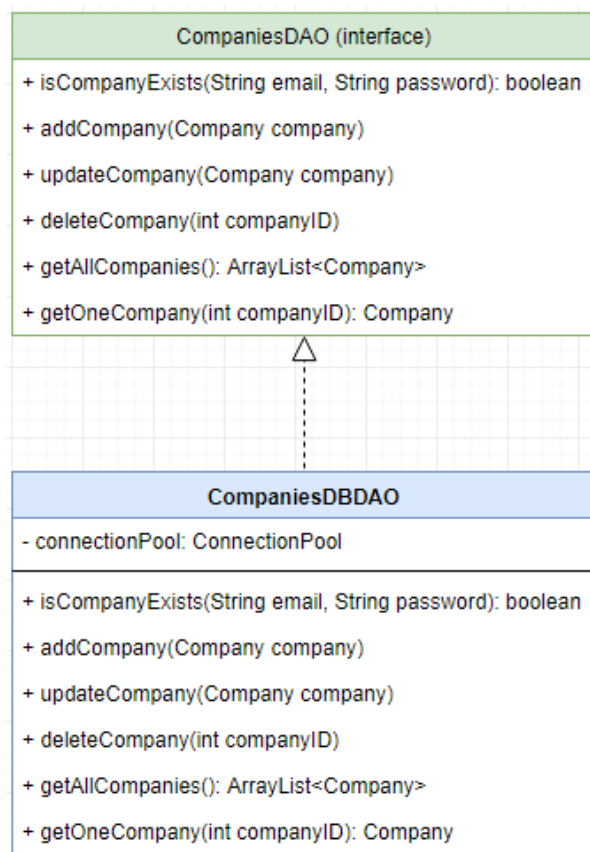 CompaniesDAO (interface)
+ isCompanyExists(String email, String password): boolean
+ addCompany(Company company)
+ updateCompany(Company company)
+ deleteCompany(int companyID)
+ getAllCompanies(): ArrayList<Company>
+ getOneCompany(int companyID): Company
CompaniesDBDAO
- connectionPool: ConnectionPool
+ isCompanyExists(String email, String password): boolean
+ addCompany(Company company)
+ updateCompany(Company company)
+ deleteCompany(int companyID)
+ getAllCompanies(): ArrayList<Company>
+ getOneCompany(int companyID): Company